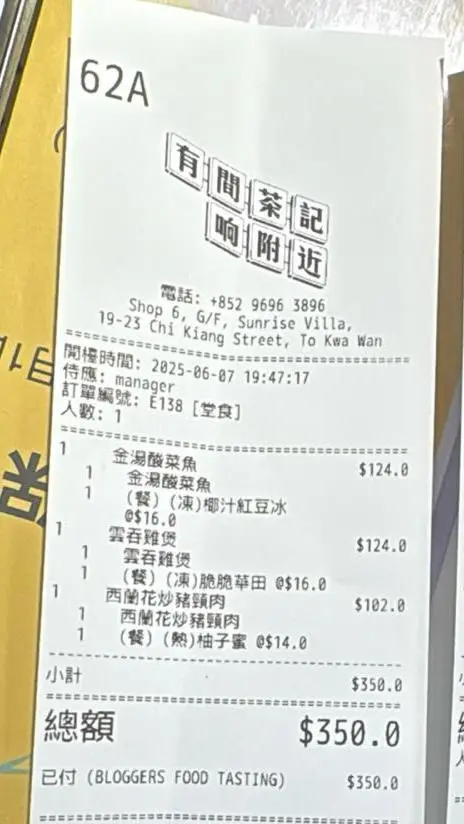 62A
有間茶記
响附近
電話: +852 9696 3896
Shop 6, G/F, Sunrise Villa,
19-23 Chi Kiang Street, To Kwa Wan
開檯時間: 2025-06-07 19:47:17
侍應: manager
訂單編號: E138 [堂食]
人數: 1
1 金湯酸菜魚 $124.0
1 金湯酸菜魚
1 (餐) (凍)椰汁紅豆冰
@$16.0
1 雲吞雞煲 $124.0
1 雲吞雞煲
1 (餐) (凍)脆脆華田 @$16.0
1 西蘭花炒豬頸肉 $102.0
1 西蘭花炒豬頸肉
1 (餐) (熱)柚子蜜 @$14.0
小計 $350.0
總額 $350.0
已付 (BLOGGERS FOOD TASTING) $350.0